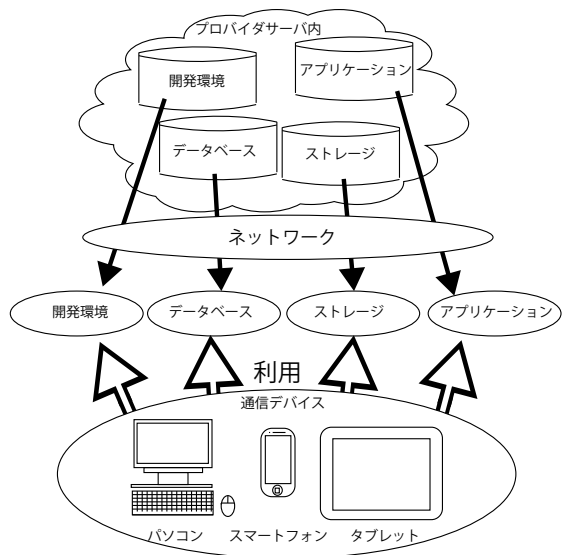 プロバイダサーバ内
開発環境
アプリケーション
データベース
ストレージ
ネットワーク
開発環境
データベース
ストレージ
アプリケーション
利用
通信デバイス
パソコン
スマートフォン
タブレット